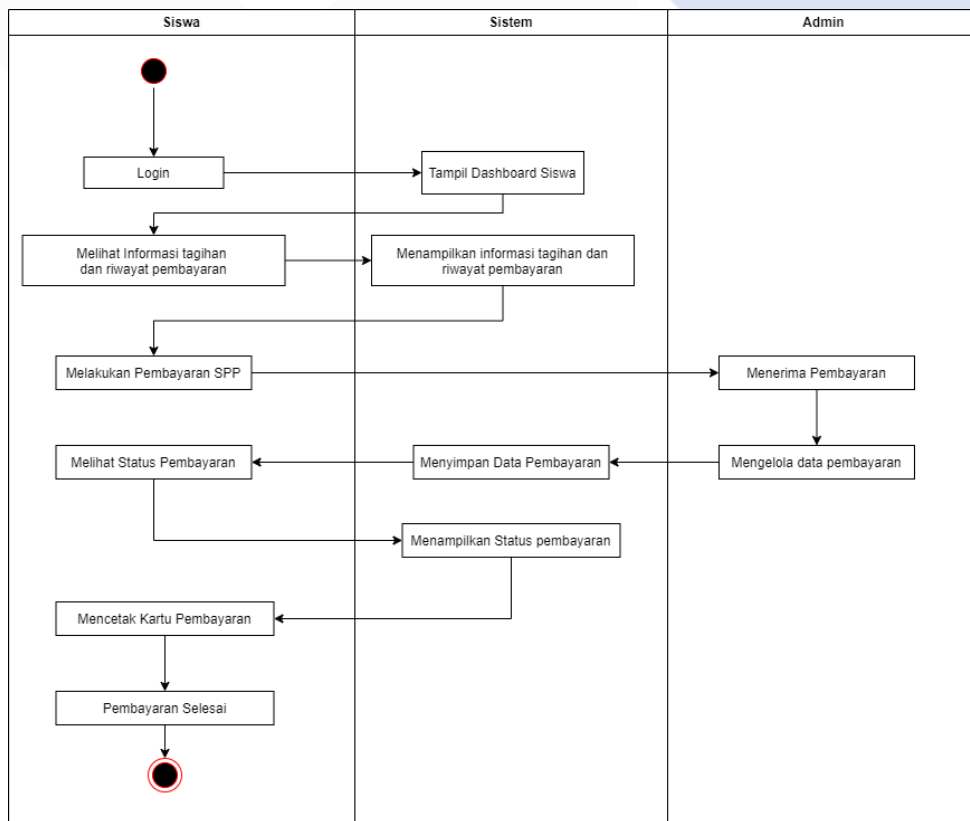 Siswa
Sistem
Admin
Login
Tampil Dashboard Siswa
Melihat Informasi tagihan
dan riwayat pembayaran
Menampilkan informasi tagihan dan
riwayat pembayaran
Melakukan Pembayaran SPP
Menerima Pembayaran
Melihat Status Pembayaran
Menyimpan Data Pembayaran
Mengelola data pembayaran
Menampilkan Status pembayaran
Mencetak Kartu Pembayaran
Pembayaran Selesai